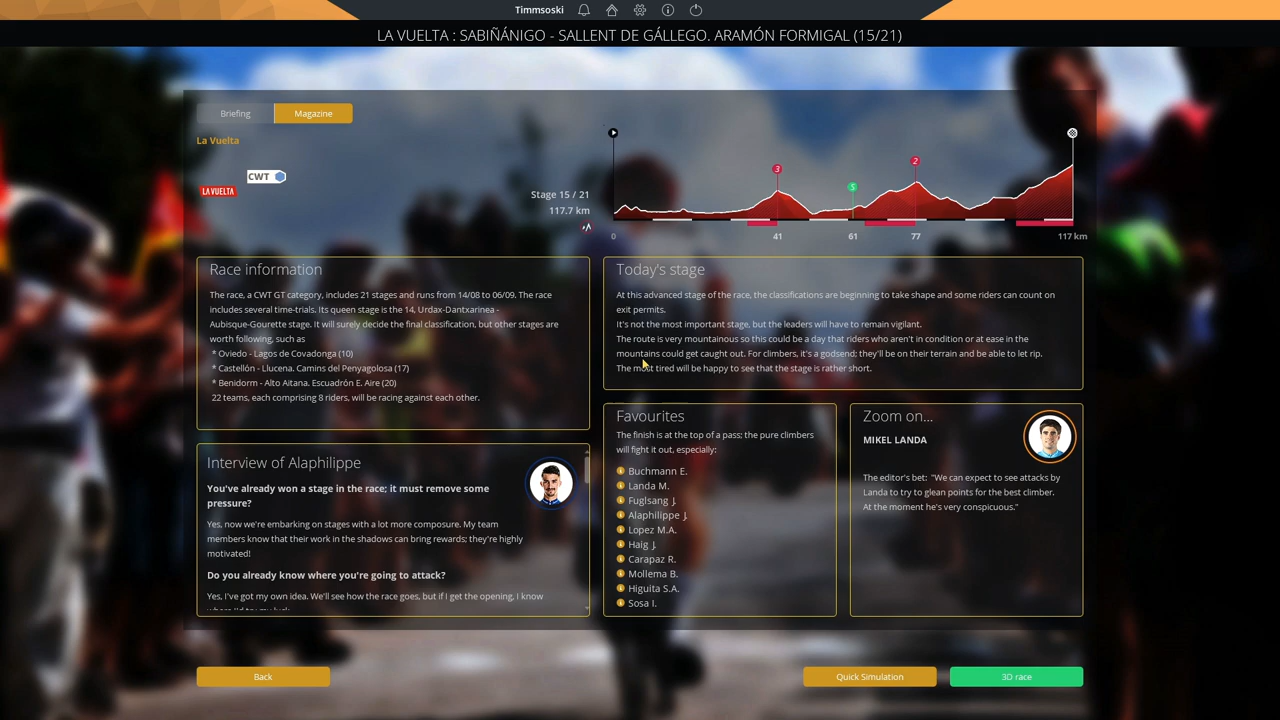 Timmsoski
LA VUELTA : SABIÑÁNIGO - SALLENT DE GÁLLEGO. ARAMÓN FORMIGAL (15/21)
Briefing
Magazine
La Vuelta
CWT
LA VUELTA
Stage 15 / 21
117.7 km
3
S
2
0
41
61
77
117 km
Race information
The race, a CWT GT category, includes 21 stages and runs from 14/08 to 06/09. The race
includes several time-trials. Its queen stage is the 14, Urdax-Dantxarinea -
Aubisque-Gourette stage. It will surely decide the final classification, but other stages are
worth following, such as
* Oviedo - Lagos de Covadonga (10)
* Castellón - Llucena. Camins del Penyagolosa (17)
* Benidorm - Alto Aitana. Escuadrón E. Aire (20)
22 teams, each comprising 8 riders, will be racing against each other.
Today's stage
At this advanced stage of the race, the classifications are beginning to take shape and some riders can count on
exit permits.
It's not the most important stage, but the leaders will have to remain vigilant.
The route is very mountainous so this could be a day that riders who aren't in condition or at ease in the
mountains could get caught out. For climbers, it's a godsend; they'll be on their terrain and be able to let rip.
The most tired will be happy to see that the stage is rather short.
Interview of Alaphilippe
You've already won a stage in the race; it must remove some
pressure?
Yes, now we're embarking on stages with a lot more composure. My team
members know that their work in the shadows can bring rewards; they're highly
motivated!
Do you already know where you're going to attack?
Yes, I've got my own idea. We'll see how the race goes, but if I get the opening, I know
where I'd try my luck.
Favourites
The finish is at the top of a pass; the pure climbers
will fight it out, especially:
Buchmann E.
Landa M.
Fuglsang J.
Alaphilippe J.
Lopez M.A.
Haig J.
Carapaz R.
Mollema B.
Higuita S.A.
Sosa I.
Zoom on...
MIKEL LANDA
The editor's bet: "We can expect to see attacks by
Landa to try to glean points for the best climber.
At the moment he's very conspicuous."
Back
Quick Simulation
3D race